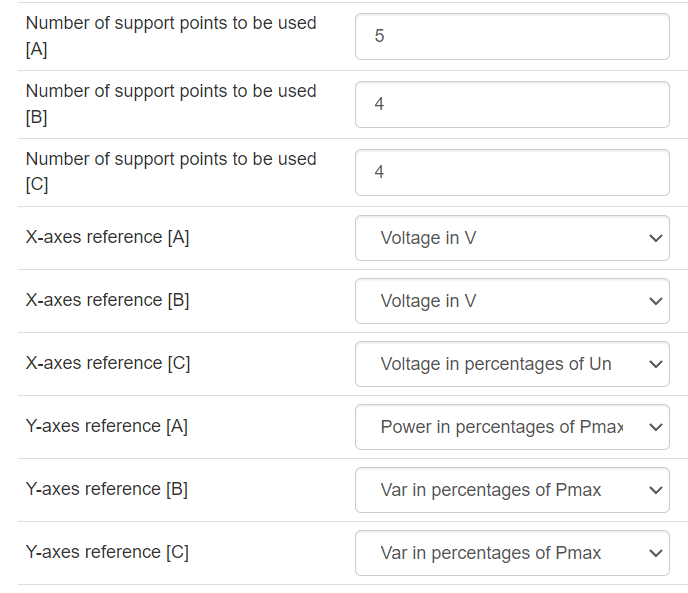 Number of support points to be used
[A]
5
Number of support points to be used
[B]
4
Number of support points to be used
[C]
4
X-axes reference [A]
Voltage in V
X-axes reference [B]
Voltage in V
X-axes reference [C]
Voltage in percentages of Un
Y-axes reference [A]
Power in percentages of Pmax
Y-axes reference [B]
Var in percentages of Pmax
Y-axes reference [C]
Var in percentages of Pmax